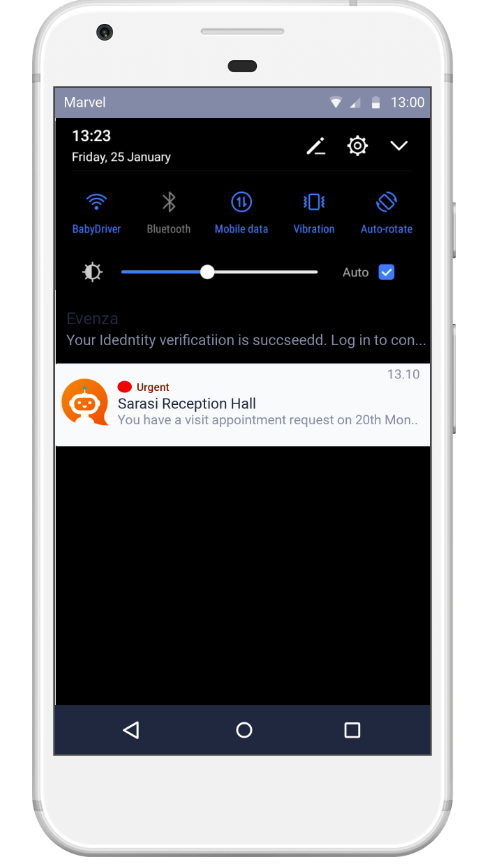 Marvel 13:00
13:23
Friday, 25 January
BabyDriver Bluetooth Mobile data Vibration Auto-rotate
Auto
Evenza
Your Idedntity verificatiion is succseedd. Log in to con...
13.10
Urgent
Sarasi Reception Hall
You have a visit appointment request on 20th Mon..